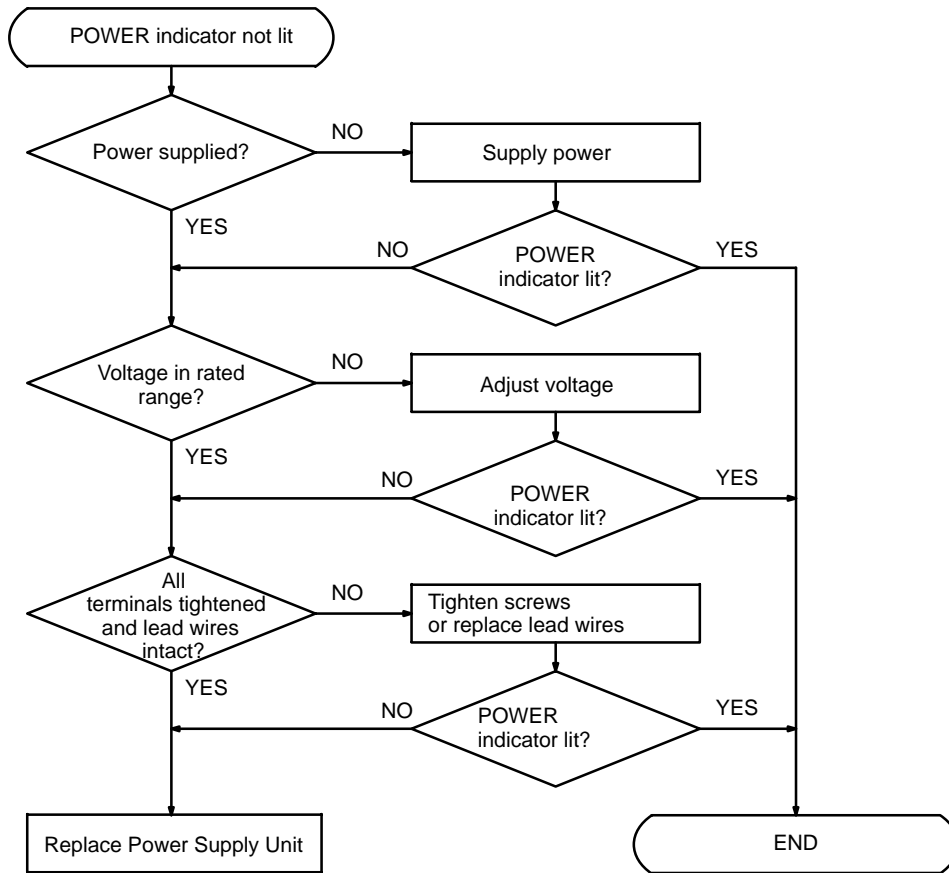 POWER indicator not lit
NO
Power supplied?
Supply power
YES
NO
POWER
indicator lit?
YES
NO
Voltage in rated
range?
Adjust voltage
YES
NO
POWER
indicator lit?
YES
All
terminals tightened
and lead wires
intact?
NO
Tighten screws
or replace lead wires
YES
NO
POWER
indicator lit?
YES
Replace Power Supply Unit
END